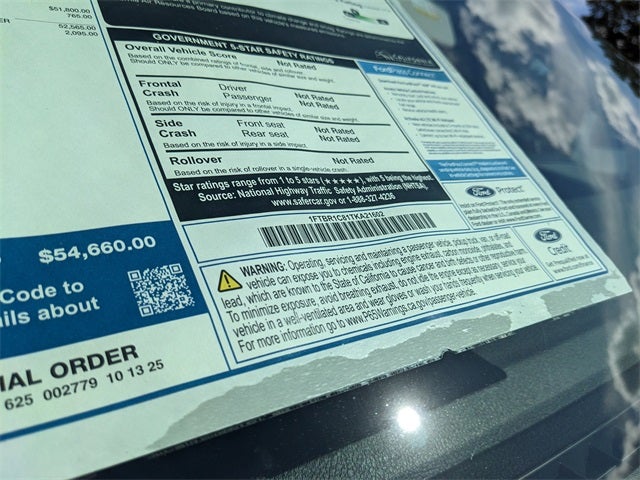 $51,800.00
765.00
52,565.00
2,095.00
$54,660.00
Code to
ils about
IAL ORDER
625 002779 10 13 25
GOVERNMENT 5-STAR SAFETY RATINGS
Overall Vehicle Score Not Rated
Based on the combined ratings of frontal, side and rollover.
Should ONLY be compared to other vehicles of similar size and weight.
Frontal Driver Not Rated
Crash Passenger Not Rated
Based on the risk of injury in a frontal impact.
Should ONLY be compared to other vehicles of similar size and weight.
Side Front seat Not Rated
Crash Rear seat Not Rated
Based on the risk of injury in a side impact.
Rollover Not Rated
Based on the risk of rollover in a single-vehicle crash.
Star ratings range from 1 to 5 stars (★★★★★), with 5 being the highest.
Source: National Highway Traffic Safety Administration (NHTSA).
www.safercar.gov or 1-888-327-4236
1FTBR1C81TKA21602
WARNING: Operating, servicing and maintaining a passenger vehicle, pickup truck, van, or off-road
vehicle can expose you to chemicals including engine exhaust, carbon monoxide, phthalates, and
lead, which are known to the State of California to cause cancer and birth defects or other reproductive harm.
To minimize exposure, avoid breathing exhaust, do not idle the engine except as necessary, service your
vehicle in a well-ventilated area and wear gloves or wash your hands frequently when servicing your vehicle.
For more information go to www.P65Warnings.ca.gov/passenger-vehicle.
FordPass Connect
Ford Protect
Ford
Credit